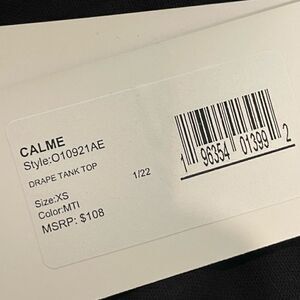 CALME
Style:O10921AE
DRAPE TANK TOP
1/22
Size:XS
Color:MTI
MSRP: $108
1 96354 01399 2